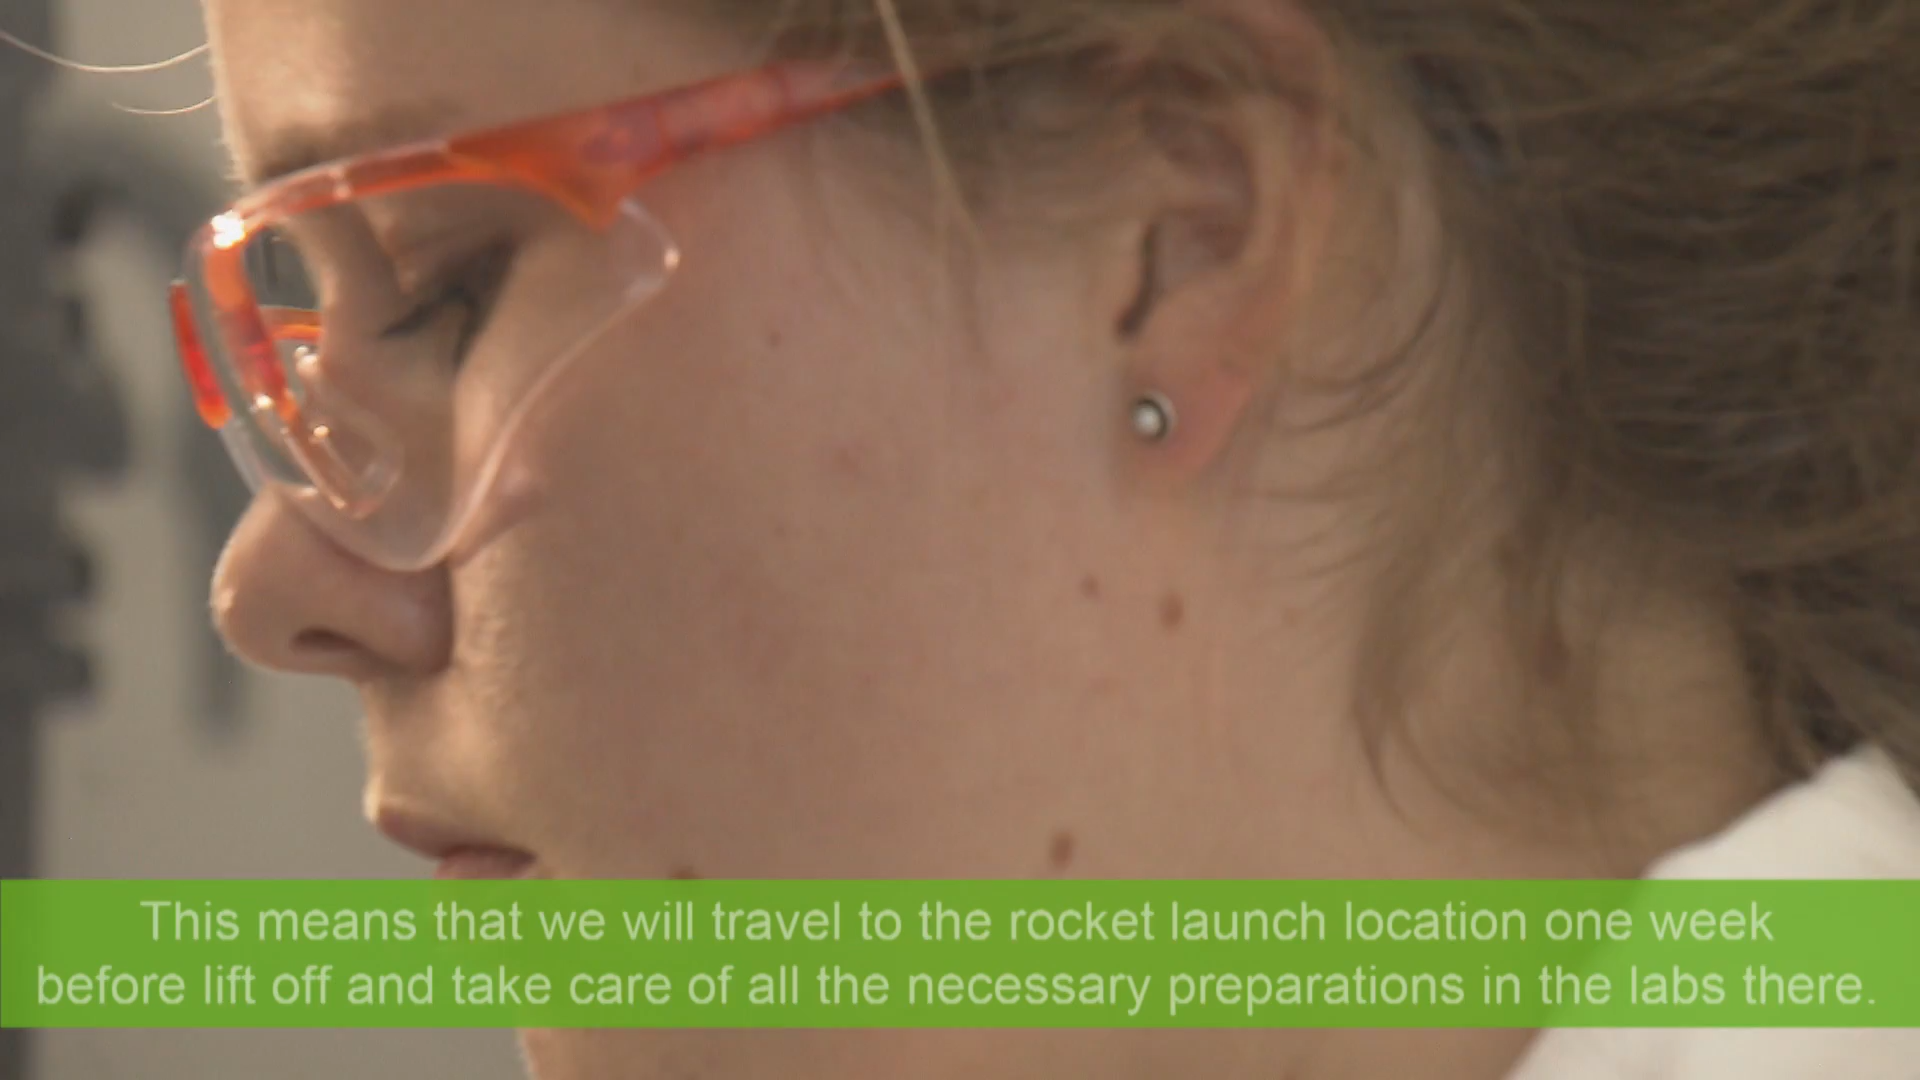 This means that we will travel to the rocket launch location one week
before lift off and take care of all the necessary preparations in the labs there.